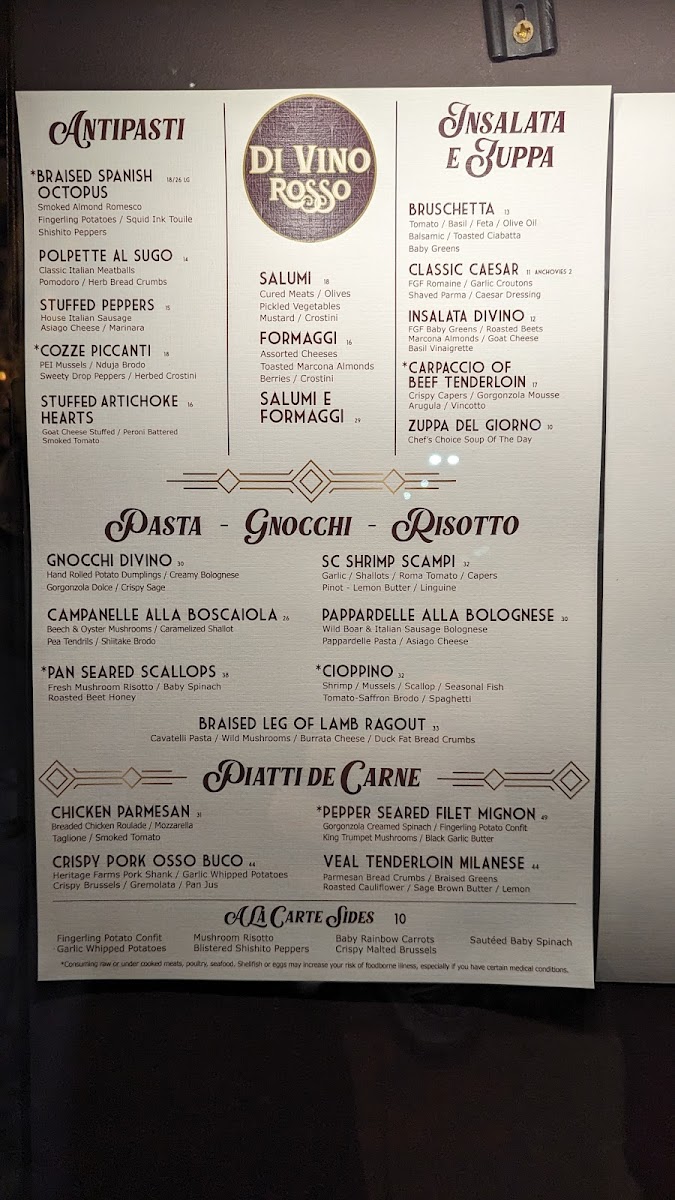 ANTIPASTI
*BRAISED SPANISH OCTOPUS 18/26 LG
Smoked Almond Romesco
Fingerling Potatoes / Squid Ink Touile
Shishito Peppers
POLPETTE AL SUGO 14
Classic Italian Meatballs
Pomodoro / Herb Bread Crumbs
STUFFED PEPPERS 15
House Italian Sausage
Asiago Cheese / Marinara
*COZZE PICCANTI 18
PEI Mussels / Nduja Brodo
Sweety Drop Peppers / Herbed Crostini
STUFFED ARTICHOKE HEARTS 16
Goat Cheese Stuffed / Peroni Battered
Smoked Tomato
DI VINO
ROSSO
SALUMI 18
Cured Meats / Olives
Pickled Vegetables
Mustard / Crostini
FORMAGGI 16
Assorted Cheeses
Toasted Marcona Almonds
Berries / Crostini
SALUMI E
FORMAGGI 29
INSALATA
E ZUPPA
BRUSCHETTA 13
Tomato / Basil / Feta / Olive Oil
Balsamic / Toasted Ciabatta
Baby Greens
CLASSIC CAESAR 11 ANCHOVIES 2
FGF Romaine / Garlic Croutons
Shaved Parma / Caesar Dressing
INSALATA DIVINO 12
FGF Baby Greens / Roasted Beets
Marcona Almonds / Goat Cheese
Basil Vinaigrette
*CARPACCIO OF
BEEF TENDERLOIN 17
Crispy Capers / Gorgonzola Mousse
Arugula / Vincotto
ZUPPA DEL GIORNO 10
Chef's Choice Soup Of The Day
PASTA - GNOCCHI - RISOTTO
GNOCCHI DIVINO 30
Hand Rolled Potato Dumplings / Creamy Bolognese
Gorgonzola Dolce / Crispy Sage
CAMPANELLE ALLA BOSCAIOLA 26
Beech & Oyster Mushrooms / Caramelized Shallot
Pea Tendrils / Shiitake Brodo
*PAN SEARED SCALLOPS 38
Fresh Mushroom Risotto / Baby Spinach
Roasted Beet Honey
SC SHRIMP SCAMPI 32
Garlic / Shallots / Roma Tomato / Capers
Pinot - Lemon Butter / Linguine
PAPPARDELLE ALLA BOLOGNESE 30
Wild Boar & Italian Sausage Bolognese
Pappardelle Pasta / Asiago Cheese
*CIOPPINO 32
Shrimp / Mussels / Scallop / Seasonal Fish
Tomato-Saffron Brodo / Spaghetti
BRAISED LEG OF LAMB RAGOUT 33
Cavatelli Pasta / Wild Mushrooms / Burrata Cheese / Duck Fat Bread Crumbs
PIATTI DE CARNE
CHICKEN PARMESAN 31
Breaded Chicken Roulade / Mozzarella
Taglione / Smoked Tomato
CRISPY PORK OSSO BUCO 44
Heritage Farms Pork Shank / Garlic Whipped Potatoes
Crispy Brussels / Gremolata / Pan Jus
*PEPPER SEARED FILET MIGNON 49
Gorgonzola Creamed Spinach / Fingerling Potato Confit
King Trumpet Mushrooms / Black Garlic Butter
VEAL TENDERLOIN MILANESE 44
Parmesan Bread Crumbs / Braised Greens
Roasted Cauliflower / Sage Brown Butter / Lemon
A LA CARTE SIDES 10
Fingerling Potato Confit
Garlic Whipped Potatoes
Mushroom Risotto
Blistered Shishito Peppers
Baby Rainbow Carrots
Crispy Malted Brussels
Sautéed Baby Spinach
*Consuming raw or under cooked meats, poultry, seafood, Shellfish or eggs may increase your risk of foodborne illness, especially if you have certain medical conditions.